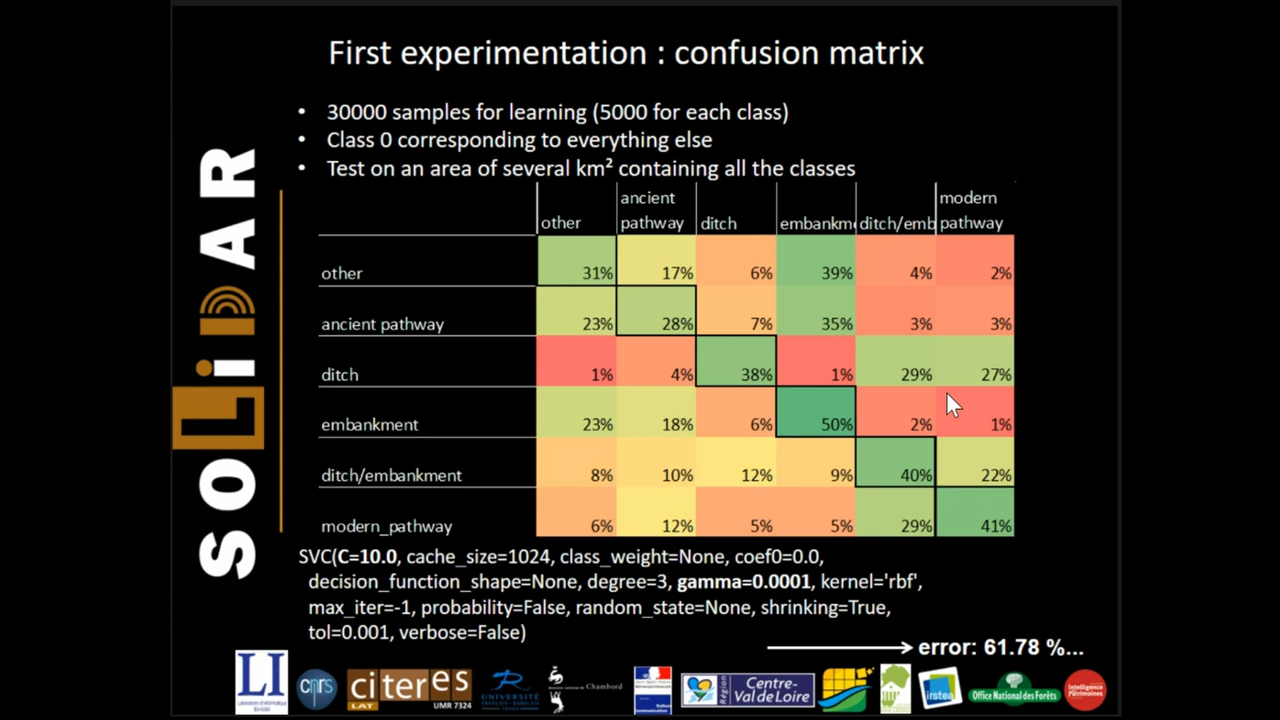 First experimentation : confusion matrix
• 30000 samples for learning (5000 for each class)
• Class 0 corresponding to everything else
• Test on an area of several km² containing all the classes
SOLiDAR
other ancient pathway ditch embankm ditch/emb modern pathway
other 31% 17% 6% 39% 4% 2%
ancient pathway 23% 28% 7% 35% 3% 3%
ditch 1% 4% 38% 1% 29% 27%
embankment 23% 18% 6% 50% 2% 1%
ditch/embankment 8% 10% 12% 9% 40% 22%
modern_pathway 6% 12% 5% 5% 29% 41%
SVC(C=10.0, cache_size=1024, class_weight=None, coef0=0.0,
decision_function_shape=None, degree=3, gamma=0.0001, kernel='rbf',
max_iter=-1, probability=False, random_state=None, shrinking=True,
tol=0.001, verbose=False)
error: 61.78 %...
LI
cnrs
citeres
LAT UMR 7324
UNIVERSITÉ
Chambord
Région Centre-Val de Loire
irstea
Office National des Forêts
Intelligence Patrimoines